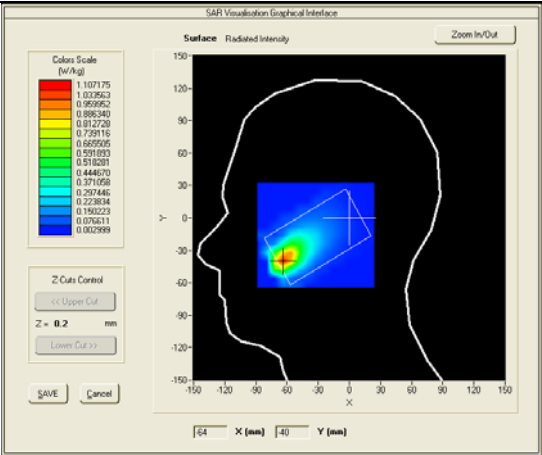 SAR Visualisation Graphical Interface
Surface Radiated Intensity
Zoom In/Out
Colors Scale
(W/kg)
1.107175
1.033563
0.959952
0.886340
0.812728
0.739116
0.665505
0.591893
0.518281
0.444670
0.371058
0.297446
0.223834
0.150223
0.076611
0.002999
Z-Cuts Control
<< Upper Cut
Z = 0.2 mm
Lower Cut >>
SAVE Cancel
150
120
90
60
30
0
-30
-60
-90
-120
-150
Y
-150 -120 -90 -60 -30 0 30 60 90 120 150
X
-64 X (mm) -40 Y (mm)